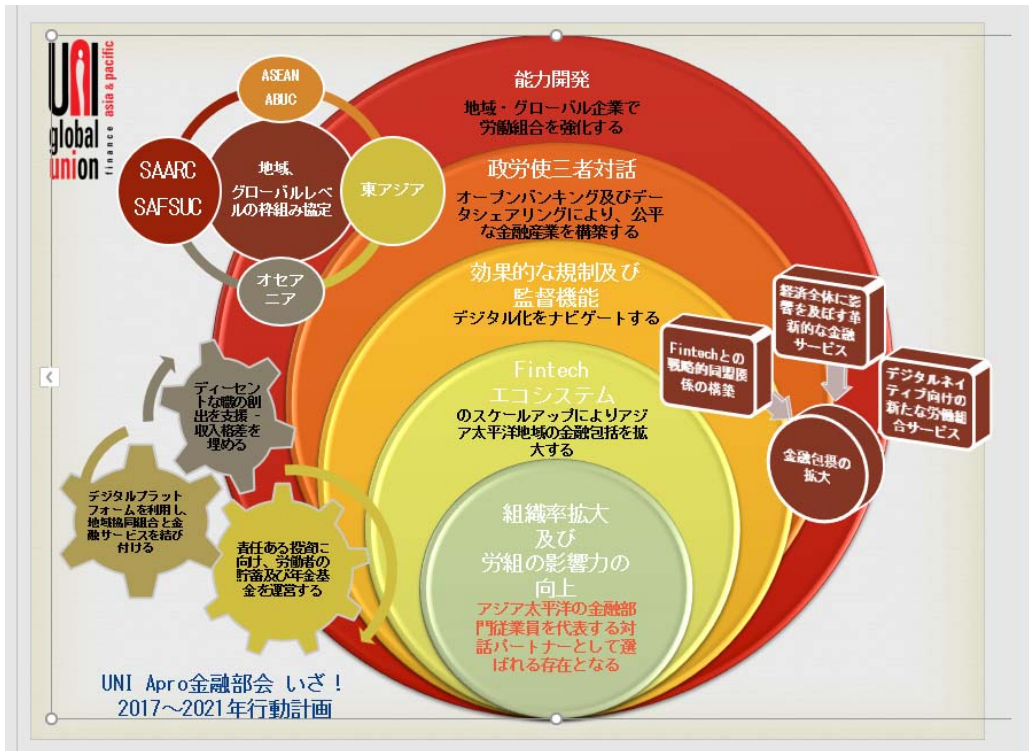 UNI
global
union
finance
asia & pacific
ASEAN
ABUC
SAARC
SAFSUC
地域、
グローバルレベ
ルの枠組み協定
東アジア
オセア
ニア
能力開発
地域・グローバル企業で
労働組合を強化する
政労使三者対話
オープンバンキング及びデー
タシェアリングにより、公平
な金融産業を構築する
効果的な規制及び
監督機能
デジタル化をナビゲートする
Fintech
エコシステム
のスケールアップによりアジ
ア太平洋地域の金融包括を拡
大する
組織率拡大
及び
労組の影響力の
向上
アジア太平洋の金融部
門従業員を代表する対
話パートナーとして選
ばれる存在となる
経済全体に影
響を及ぼす革
新的な金融
サービス
Fintechとの
戦略的同盟関
係の構築
デジタルネイ
ティブ向けの
新たな労働組
合サービス
金融包摂の
拡大
ディーセン
トな職の創
出を支援 -
収入格差を
埋める
デジタルプラット
フォームを利用し、
地域協同組合と金
融サービスを結び
付ける
責任ある投資に
向け、労働者の
貯蓄及び年金基
金を運営する
UNI Apro金融部会 いざ！
2017～2021年行動計画